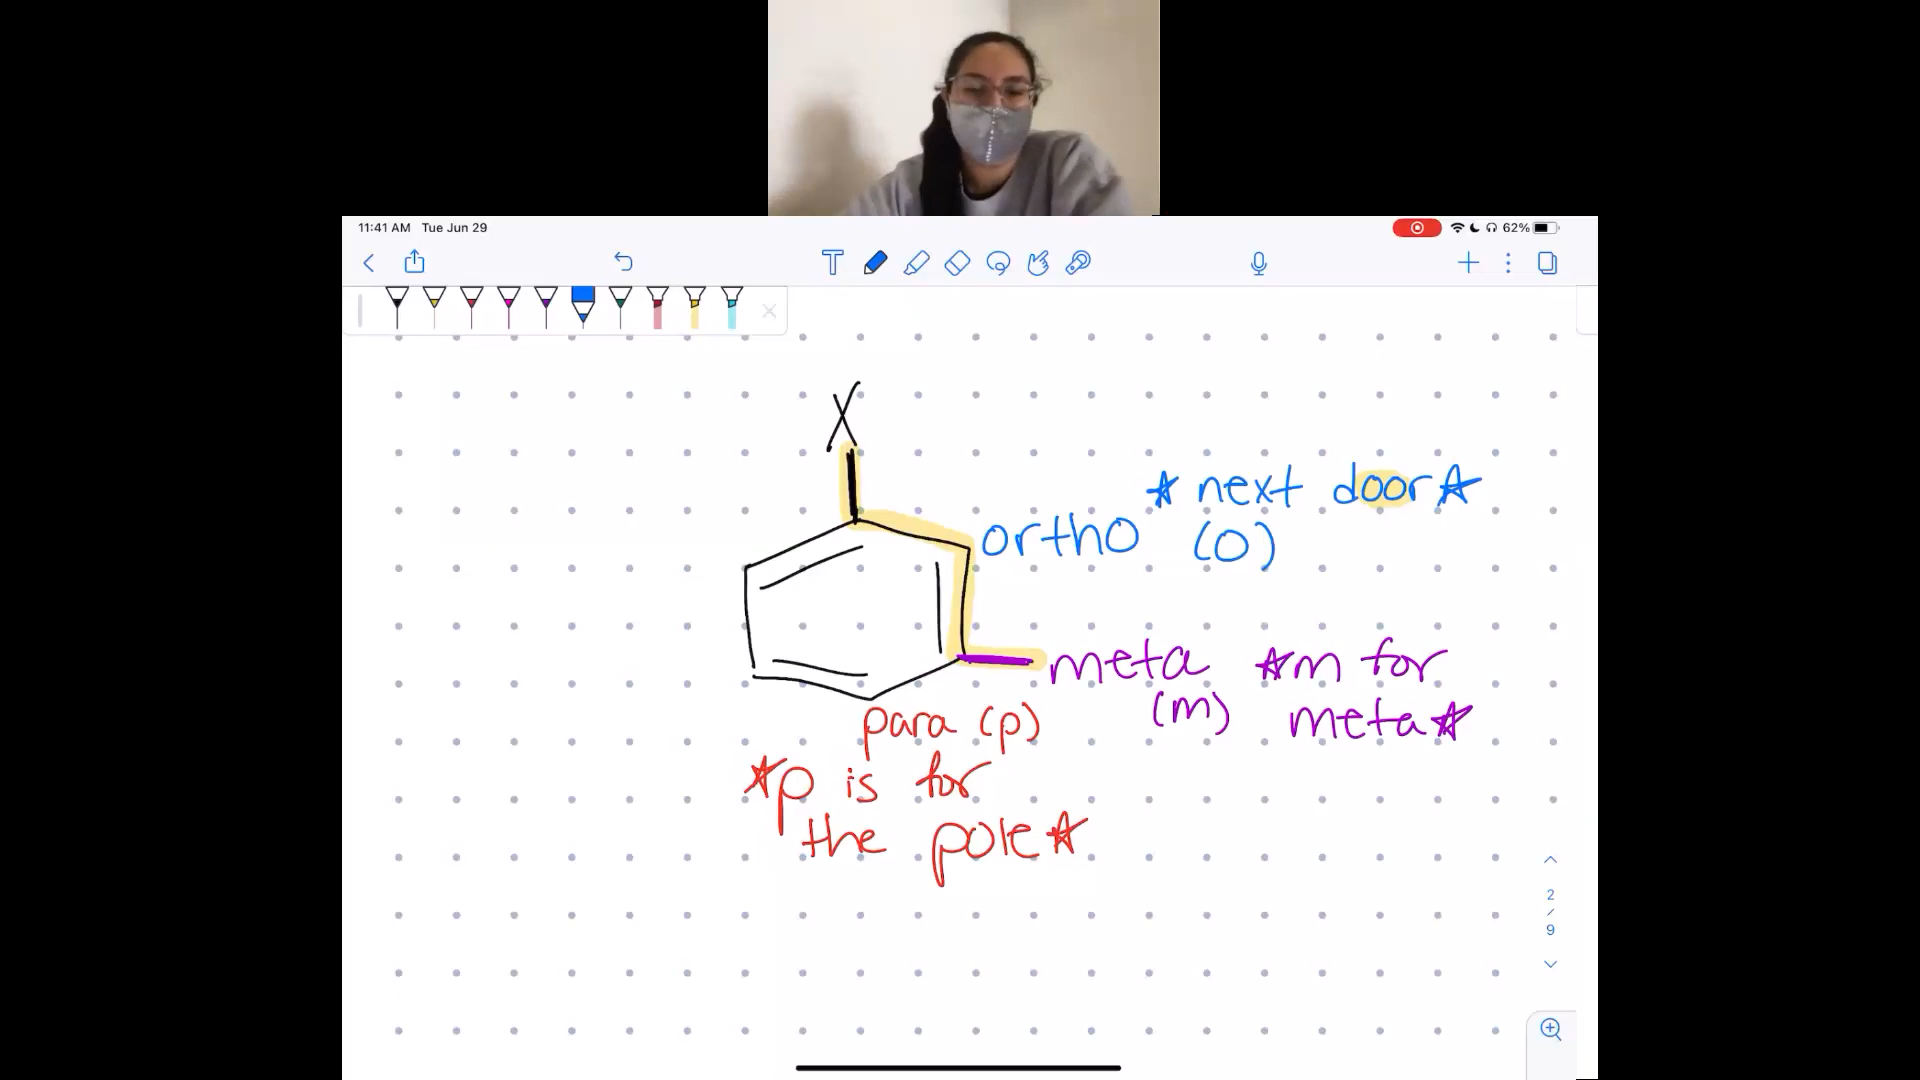 11:41 AM Tue Jun 29
62%
T
X
☆ next door☆
ortho (o)
meta ☆m for
(m) meta☆
para (p)
☆p is for
the pole☆
2
/
9